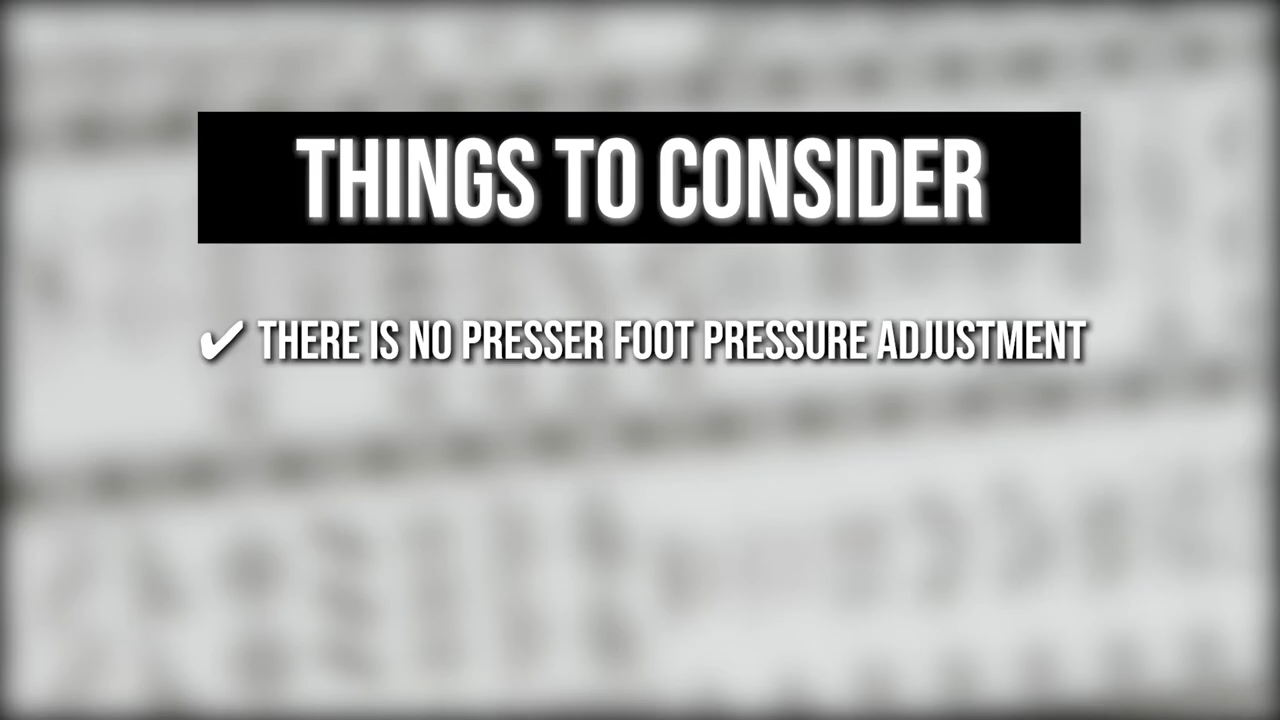 THINGS TO CONSIDER
✔ THERE IS NO PRESSER FOOT PRESSURE ADJUSTMENT